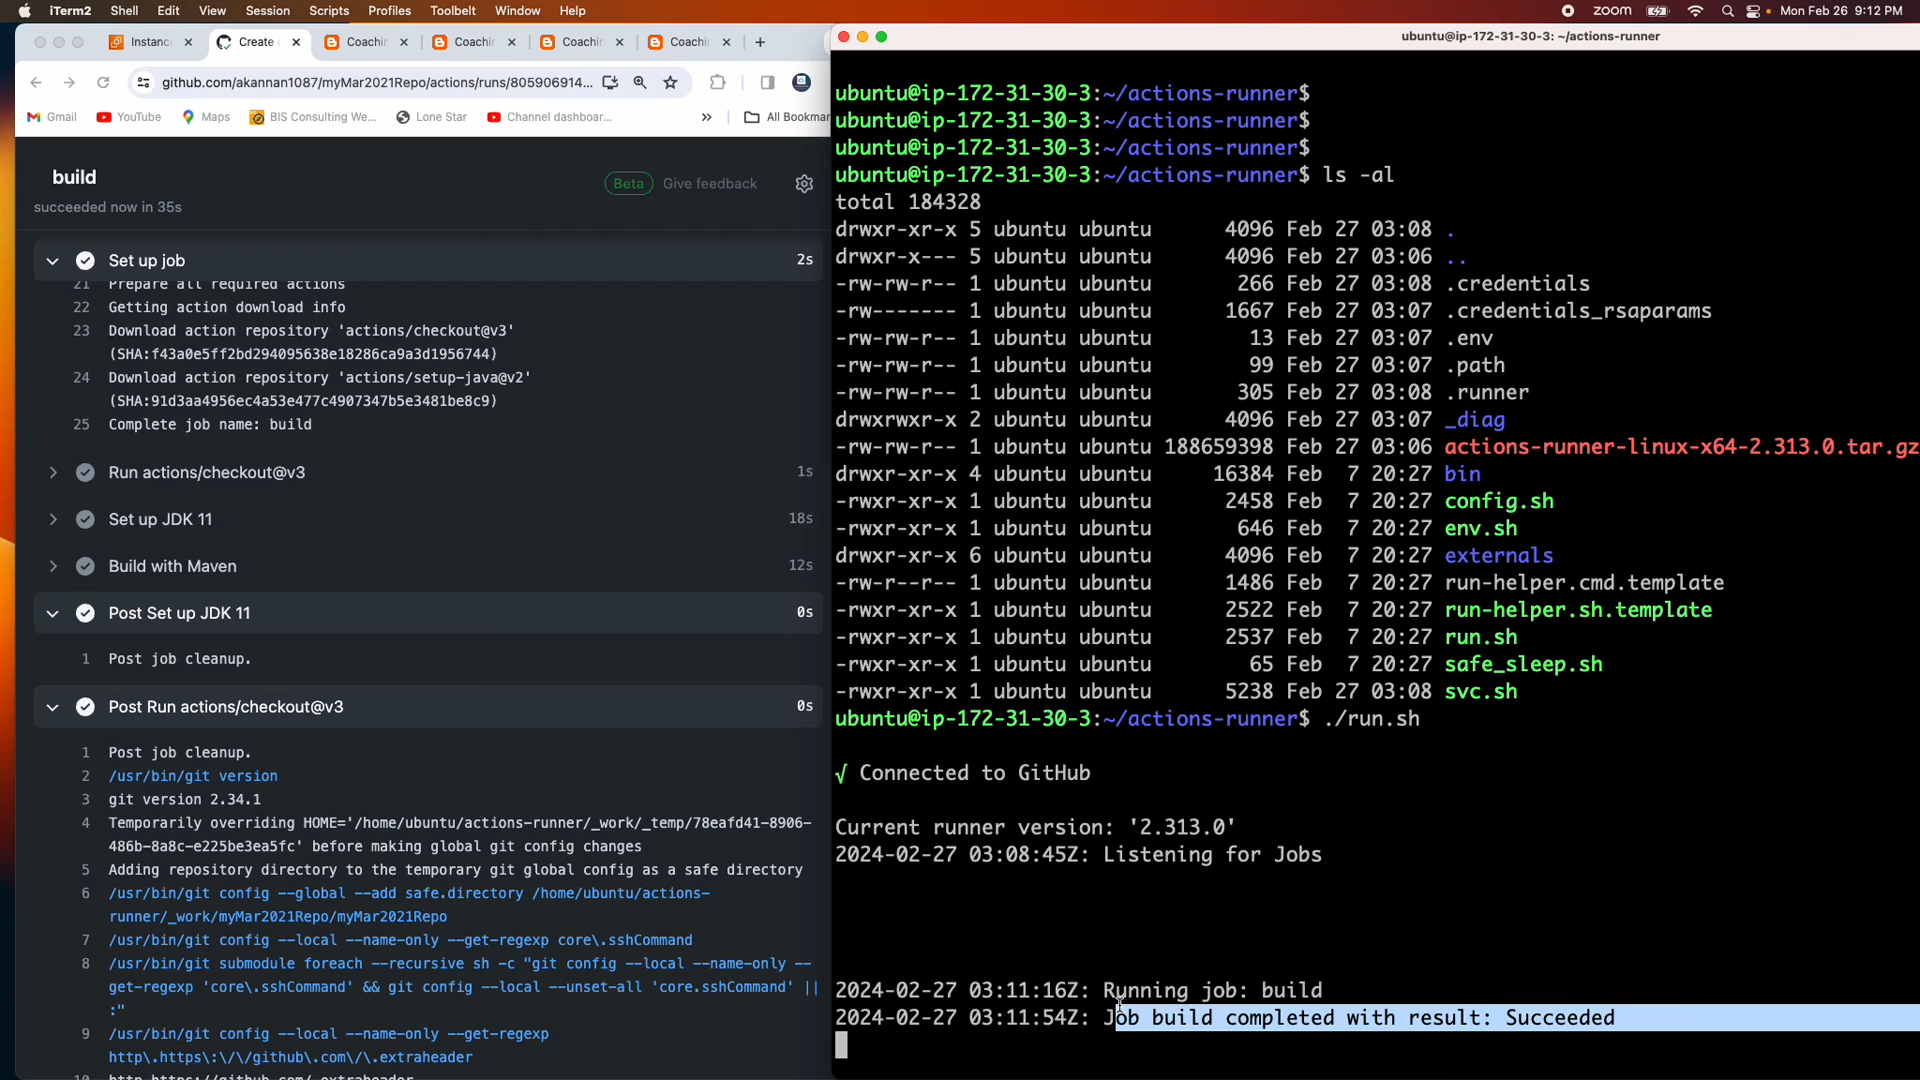 iTerm2 Shell Edit View Session Scripts Profiles Toolbelt Window Help zoom Mon Feb 26 9:12 PM
Instanc Create Coachin Coachin Coachin Coachin
github.com/akannan1087/myMar2021Repo/actions/runs/805906914...
Gmail YouTube Maps BIS Consulting We... Lone Star Channel dashboar... » All Bookmar
build
Beta Give feedback
succeeded now in 35s
Set up job 2s
21 Prepare all required actions
22 Getting action download info
23 Download action repository 'actions/checkout@v3'
(SHA:f43a0e5ff2bd294095638e18286ca9a3d1956744)
24 Download action repository 'actions/setup-java@v2'
(SHA:91d3aa4956ec4a53e477c4907347b5e3481be8c9)
25 Complete job name: build
Run actions/checkout@v3 1s
Set up JDK 11 18s
Build with Maven 12s
Post Set up JDK 11 0s
1 Post job cleanup.
Post Run actions/checkout@v3 0s
1 Post job cleanup.
2 /usr/bin/git version
3 git version 2.34.1
4 Temporarily overriding HOME='/home/ubuntu/actions-runner/_work/_temp/78eafd41-8906-
486b-8a8c-e225be3ea5fc' before making global git config changes
5 Adding repository directory to the temporary git global config as a safe directory
6 /usr/bin/git config --global --add safe.directory /home/ubuntu/actions-
runner/_work/myMar2021Repo/myMar2021Repo
7 /usr/bin/git config --local --name-only --get-regexp core\.sshCommand
8 /usr/bin/git submodule foreach --recursive sh -c "git config --local --name-only --
get-regexp 'core\.sshCommand' && git config --local --unset-all 'core.sshCommand' ||
:"
9 /usr/bin/git config --local --name-only --get-regexp
http\.https\:\/\/github\.com\/\.extraheader
ubuntu@ip-172-31-30-3: ~/actions-runner
ubuntu@ip-172-31-30-3:~/actions-runner$
ubuntu@ip-172-31-30-3:~/actions-runner$
ubuntu@ip-172-31-30-3:~/actions-runner$
ubuntu@ip-172-31-30-3:~/actions-runner$ ls -al
total 184328
drwxr-xr-x 5 ubuntu ubuntu 4096 Feb 27 03:08 .
drwxr-x--- 5 ubuntu ubuntu 4096 Feb 27 03:06 ..
-rw-rw-r-- 1 ubuntu ubuntu 266 Feb 27 03:08 .credentials
-rw------- 1 ubuntu ubuntu 1667 Feb 27 03:08 .credentials_rsaparams
-rw-rw-r-- 1 ubuntu ubuntu 13 Feb 27 03:07 .env
-rw-rw-r-- 1 ubuntu ubuntu 99 Feb 27 03:07 .path
-rw-rw-r-- 1 ubuntu ubuntu 305 Feb 27 03:08 .runner
drwxrwxr-x 2 ubuntu ubuntu 4096 Feb 27 03:07 _diag
-rw-rw-r-- 1 ubuntu ubuntu 188659398 Feb 27 03:06 actions-runner-linux-x64-2.313.0.tar.gz
drwxr-xr-x 4 ubuntu ubuntu 16384 Feb 7 20:27 bin
-rwxr-xr-x 1 ubuntu ubuntu 2458 Feb 7 20:27 config.sh
-rwxr-xr-x 1 ubuntu ubuntu 646 Feb 7 20:27 env.sh
drwxr-xr-x 6 ubuntu ubuntu 4096 Feb 7 20:27 externals
-rw-r--r-- 1 ubuntu ubuntu 1486 Feb 7 20:27 run-helper.cmd.template
-rwxr-xr-x 1 ubuntu ubuntu 2522 Feb 7 20:27 run-helper.sh.template
-rwxr-xr-x 1 ubuntu ubuntu 2537 Feb 7 20:27 run.sh
-rwxr-xr-x 1 ubuntu ubuntu 65 Feb 7 20:27 safe_sleep.sh
-rwxr-xr-x 1 ubuntu ubuntu 5238 Feb 27 03:08 svc.sh
ubuntu@ip-172-31-30-3:~/actions-runner$ ./run.sh
√ Connected to GitHub
Current runner version: '2.313.0'
2024-02-27 03:08:45Z: Listening for Jobs
2024-02-27 03:11:16Z: Running job: build
2024-02-27 03:11:54Z: Job build completed with result: Succeeded